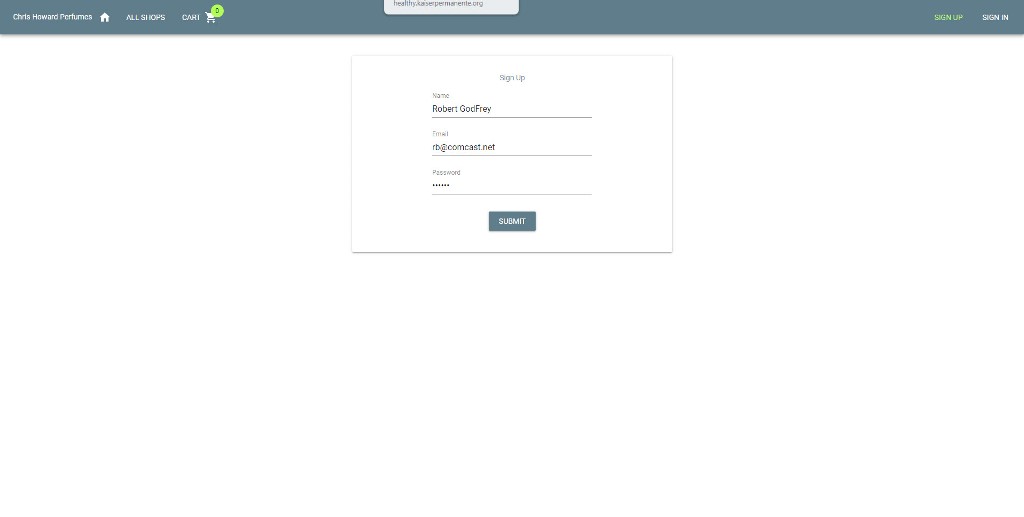 healthy.kaiserpermanente.org
Chris Howard Perfumes ALL SHOPS CART 0 SIGN UP SIGN IN
Sign Up
Name
Robert GodFrey
Email
rb@comcast.net
Password
••••••
SUBMIT